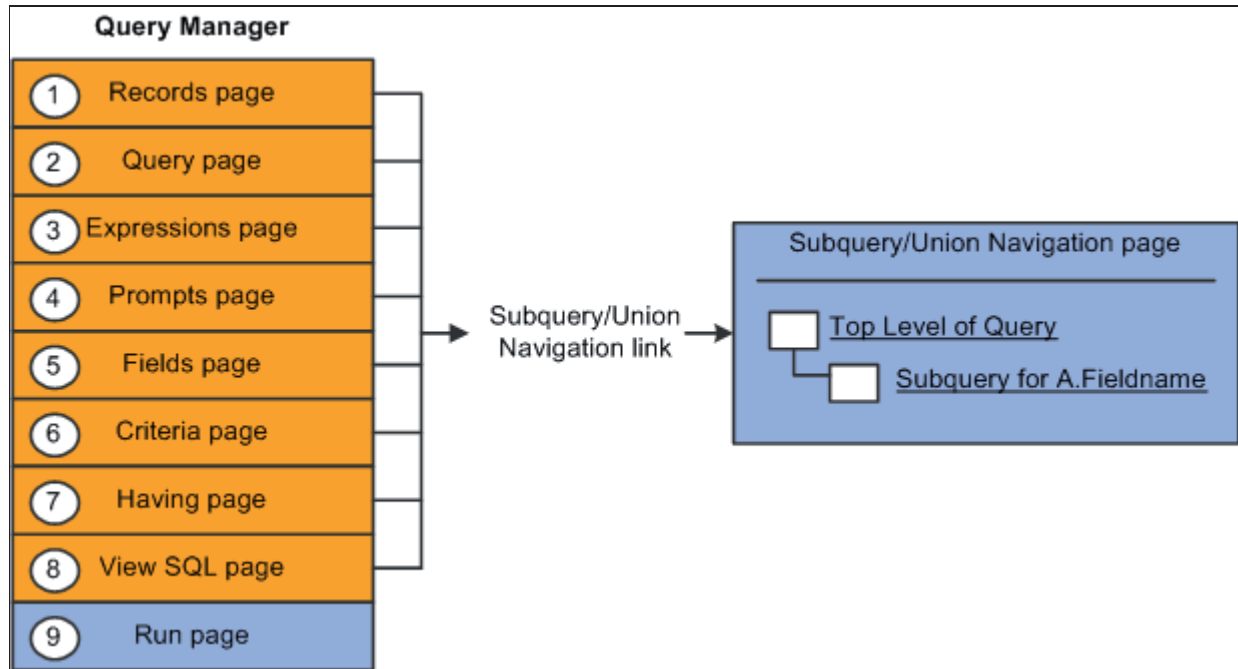 Query Manager
1 Records page
2 Query page
3 Expressions page
4 Prompts page
5 Fields page
6 Criteria page
7 Having page
8 View SQL page
9 Run page
Subquery/Union
Navigation link
Subquery/Union Navigation page
Top Level of Query
Subquery for A.Fieldname